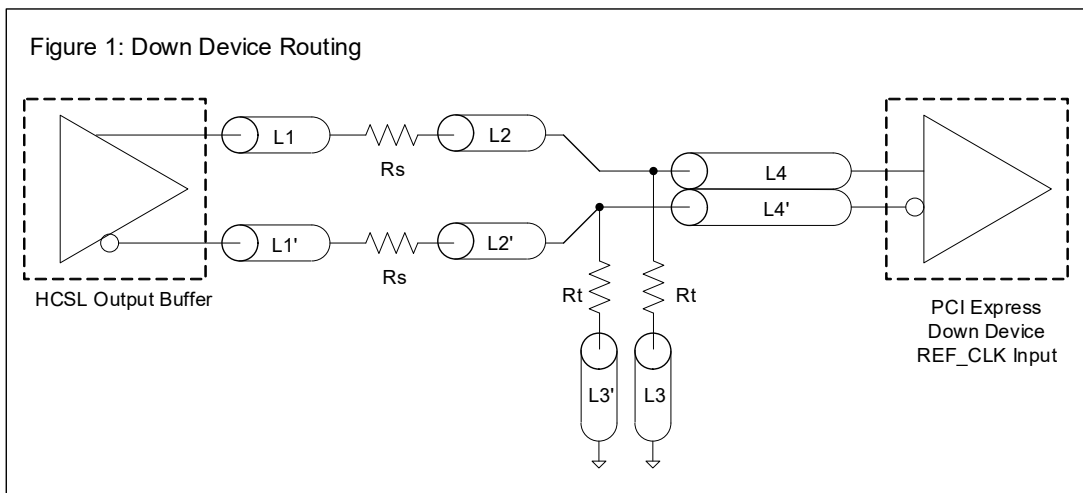 Figure 1: Down Device Routing
L1
Rs
L2
L4
L4'
L1'
Rs
L2'
HCSL Output Buffer
Rt
Rt
L3'
L3
PCI Express
Down Device
REF_CLK Input